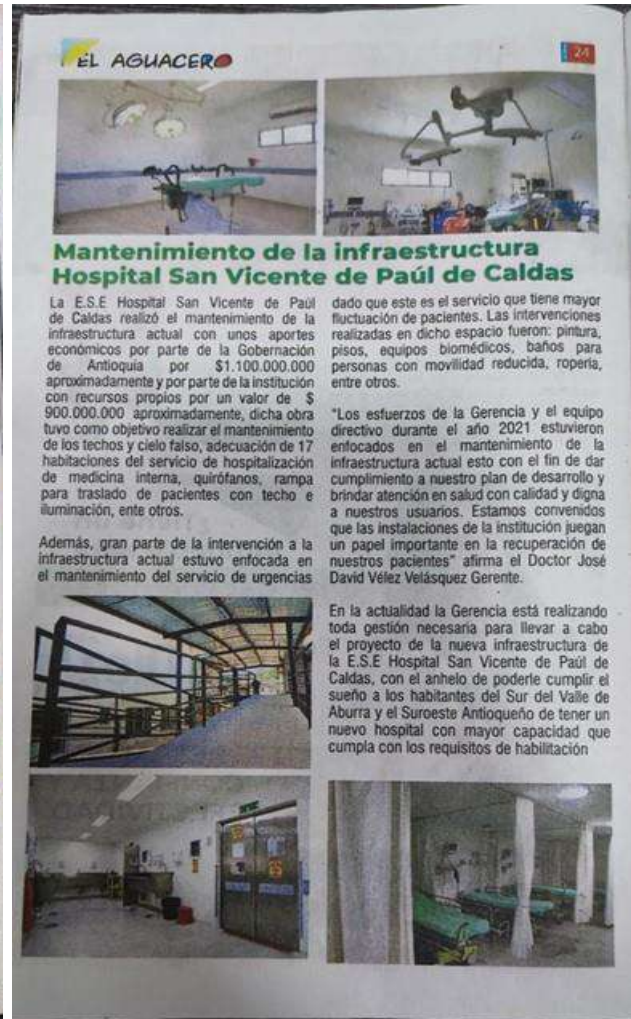 EL AGUACERO
24
Mantenimiento de la infraestructura
Hospital San Vicente de Paúl de Caldas
La E.S.E Hospital San Vicente de Paúl
de Caldas realizó el mantenimiento de la
infraestructura actual con unos aportes
económicos por parte de la Gobernación
de Antioquia por $1.100.000.000
aproximadamente y por parte de la institución
con recursos propios por un valor de $
900.000.000 aproximadamente, dicha obra
tuvo como objetivo realizar el mantenimiento
de los techos y cielo falso, adecuación de 17
habitaciones del servicio de hospitalización
de medicina interna, quirófanos, rampa
para traslado de pacientes con techo e
iluminación, ente otros.
Además, gran parte de la intervención a la
infraestructura actual estuvo enfocada en
el mantenimiento del servicio de urgencias
dado que este es el servicio que tiene mayor
fluctuación de pacientes. Las intervenciones
realizadas en dicho espacio fueron: pintura,
pisos, equipos biomédicos, baños para
personas con movilidad reducida, ropería,
entre otros.
"Los esfuerzos de la Gerencia y el equipo
directivo durante el año 2021 estuvieron
enfocados en el mantenimiento de la
infraestructura actual esto con el fin de dar
cumplimiento a nuestro plan de desarrollo y
brindar atención en salud con calidad y digna
a nuestros usuarios. Estamos convenidos
que las instalaciones de la institución juegan
un papel importante en la recuperación de
nuestros pacientes" afirma el Doctor José
David Vélez Velásquez Gerente.
En la actualidad la Gerencia está realizando
toda gestión necesaria para llevar a cabo
el proyecto de la nueva infraestructura de
la E.S.E Hospital San Vicente de Paúl de
Caldas, con el anhelo de poderle cumplir el
sueño a los habitantes del Sur del Valle de
Aburra y el Suroeste Antioqueño de tener un
nuevo hospital con mayor capacidad que
cumpla con los requisitos de habilitación